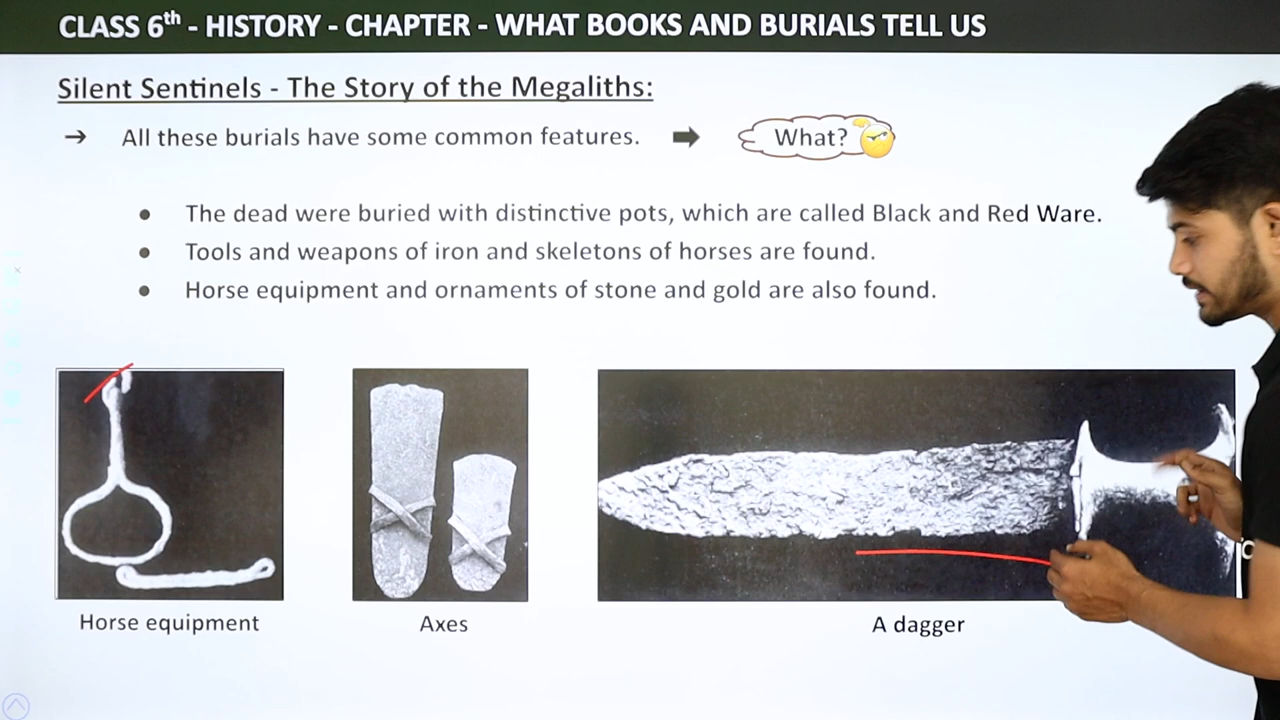 CLASS 6th - HISTORY - CHAPTER - WHAT BOOKS AND BURIALS TELL US
Silent Sentinels - The Story of the Megaliths:
→ All these burials have some common features. ➡ What?
● The dead were buried with distinctive pots, which are called Black and Red Ware.
● Tools and weapons of iron and skeletons of horses are found.
● Horse equipment and ornaments of stone and gold are also found.
Horse equipment
Axes
A dagger